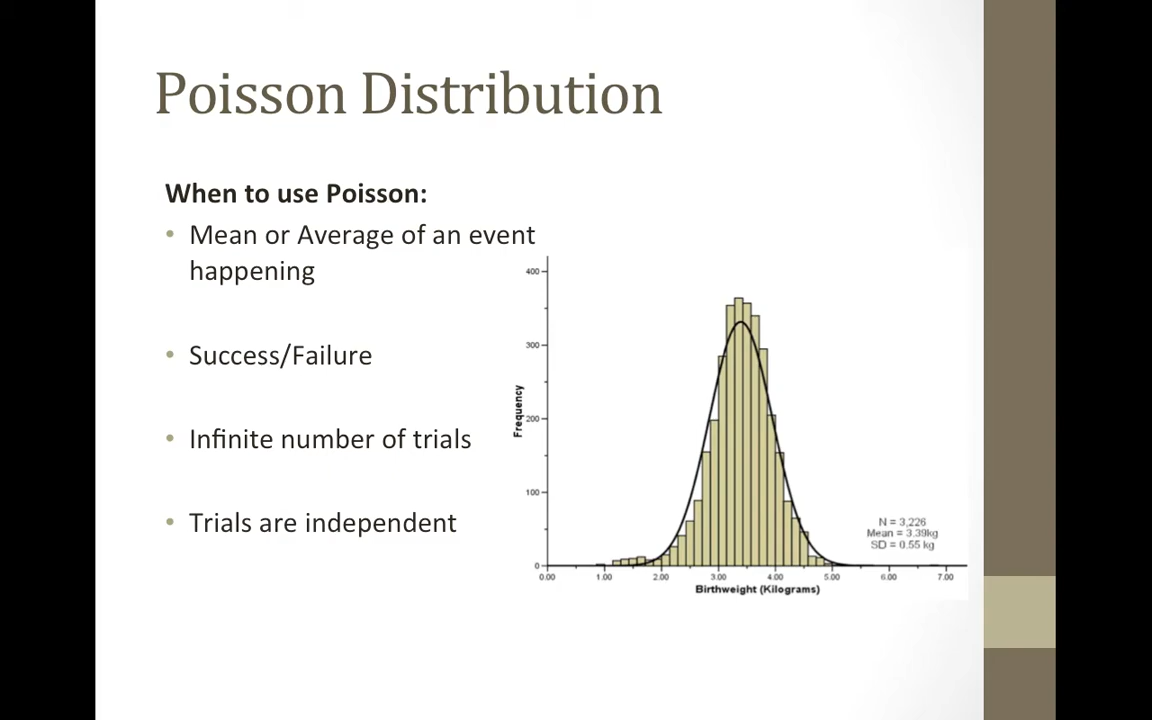 Poisson Distribution
When to use Poisson:
• Mean or Average of an event
happening
• Success/Failure
• Infinite number of trials
• Trials are independent
400
300
200
100
0
Frequency
N = 3,226
Mean = 3.39kg
SD = 0.55 kg
0.00 1.00 2.00 3.00 4.00 5.00 6.00 7.00
Birthweight (Kilograms)